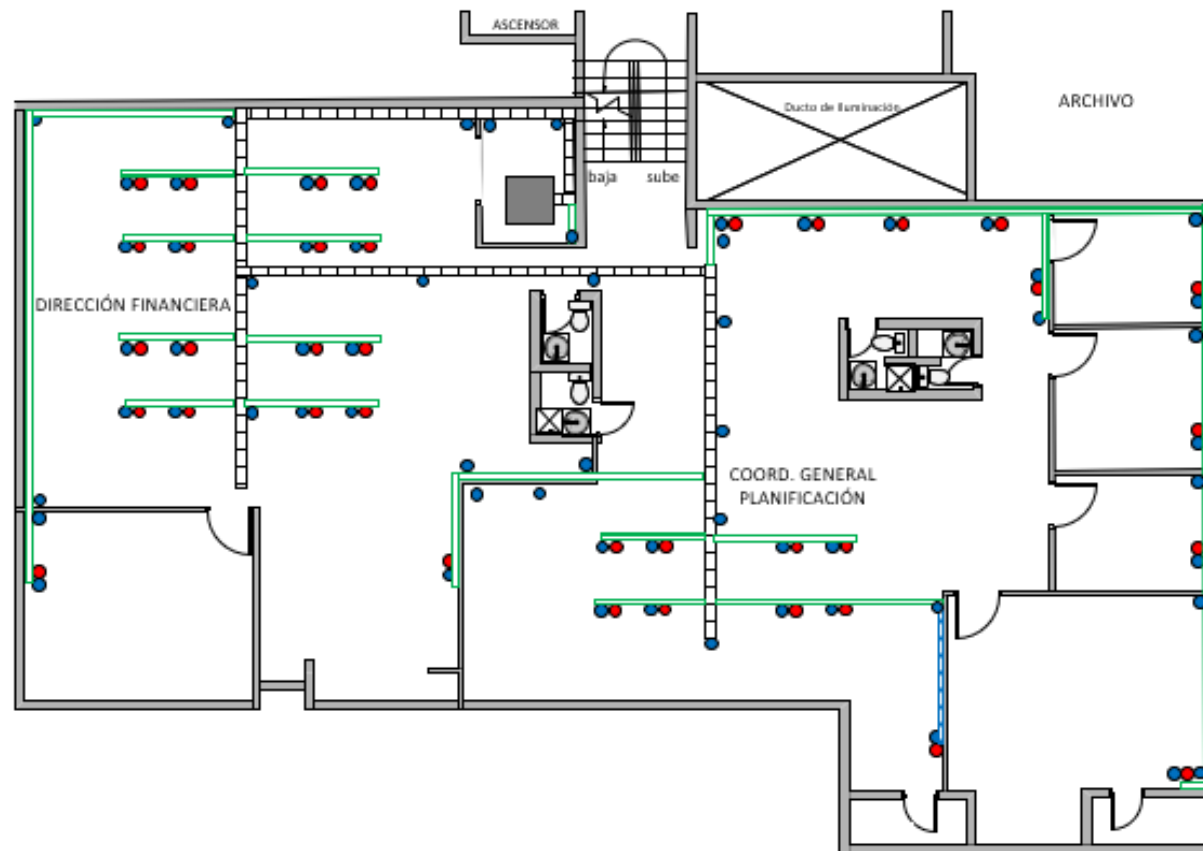 ASCENSOR
Ducto de Iluminación
ARCHIVO
baja sube
DIRECCIÓN FINANCIERA
COORD. GENERAL
PLANIFICACIÓN